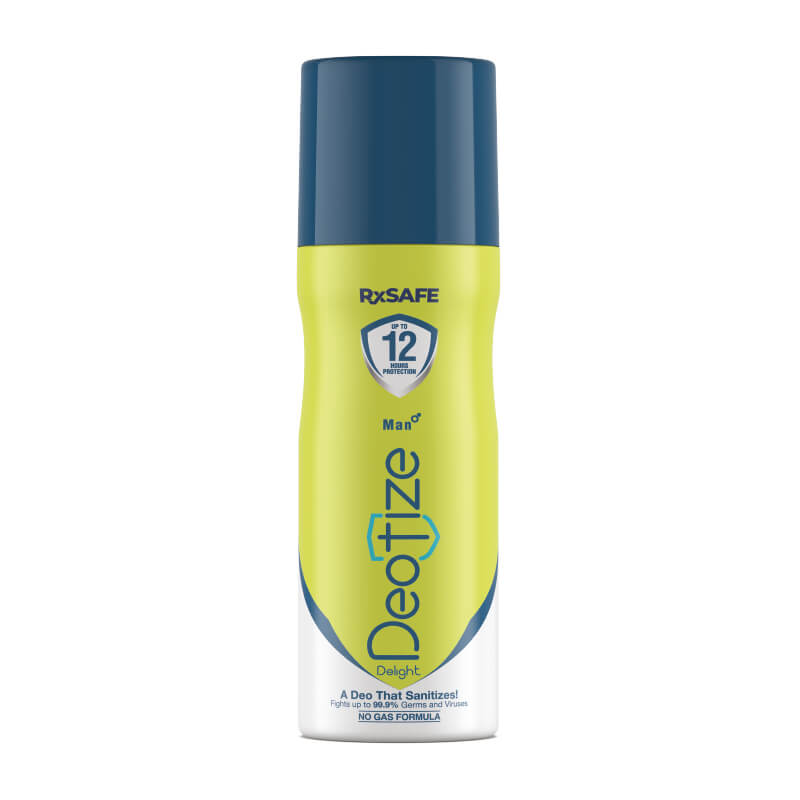 RxSAFE
UP TO
12
HOURS
PROTECTION
Man♂
Deotize
Delight
A Deo That Sanitizes!
Fights up to 99.9% Germs and Viruses
NO GAS FORMULA